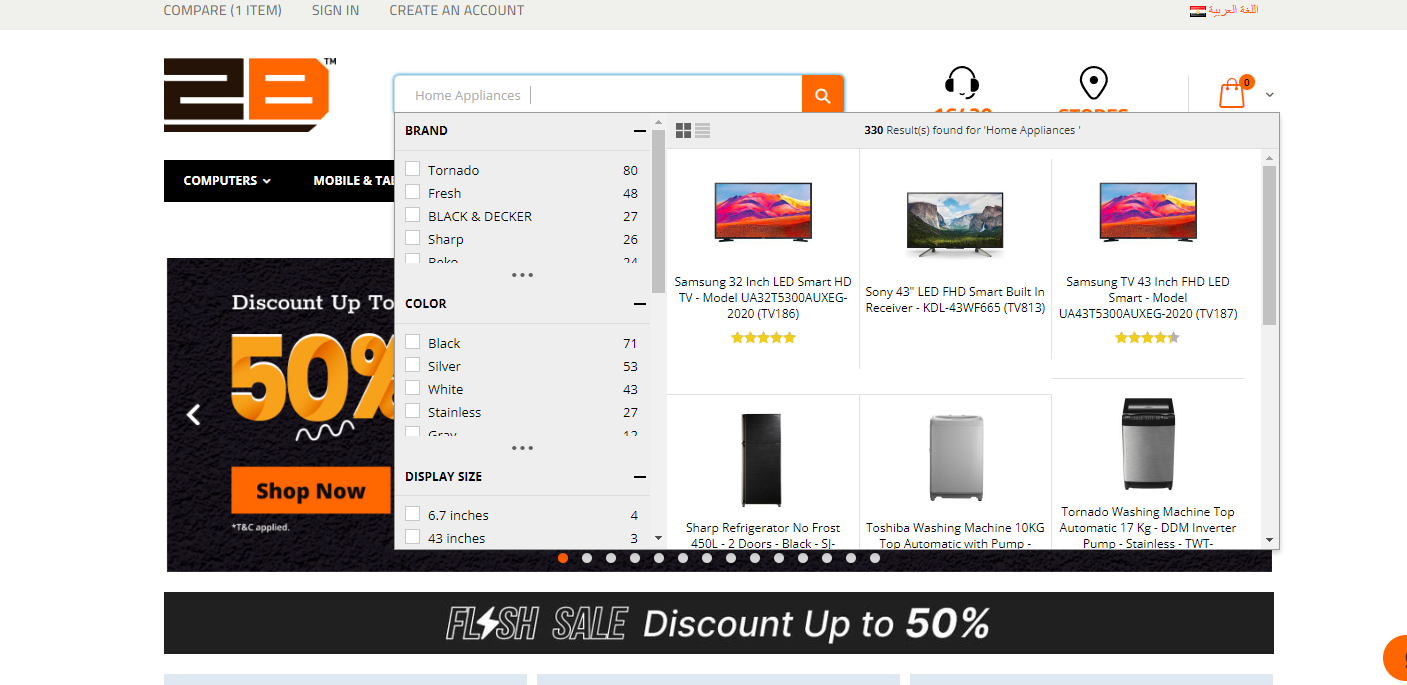 COMPARE (1 ITEM) SIGN IN CREATE AN ACCOUNT
اللغة العربية
2B TM
Home Appliances
0
STORES
COMPUTERS
MOBILE &
BRAND
Tornado 80
Fresh 48
BLACK & DECKER 27
Sharp 26
Beko 24
COLOR
Black 71
Silver 53
White 43
Stainless 27
Gray 12
DISPLAY SIZE
6.7 inches 4
43 inches 3
330 Result(s) found for 'Home Appliances '
Samsung 32 Inch LED Smart HD
TV - Model UA32T5300AUXEG-
2020 (TV186)
Sony 43" LED FHD Smart Built In
Receiver - KDL-43WF665 (TV813)
Samsung TV 43 Inch FHD LED
Smart - Model
UA43T5300AUXEG-2020 (TV187)
Sharp Refrigerator No Frost
450L - 2 Doors - Black - SJ-
Toshiba Washing Machine 10KG
Top Automatic with Pump -
Tornado Washing Machine Top
Automatic 17 Kg - DDM Inverter
Pump - Stainless - TWT-
Discount Up To
50%
Shop Now
*T&C applied.
FLASH SALE Discount Up to 50%